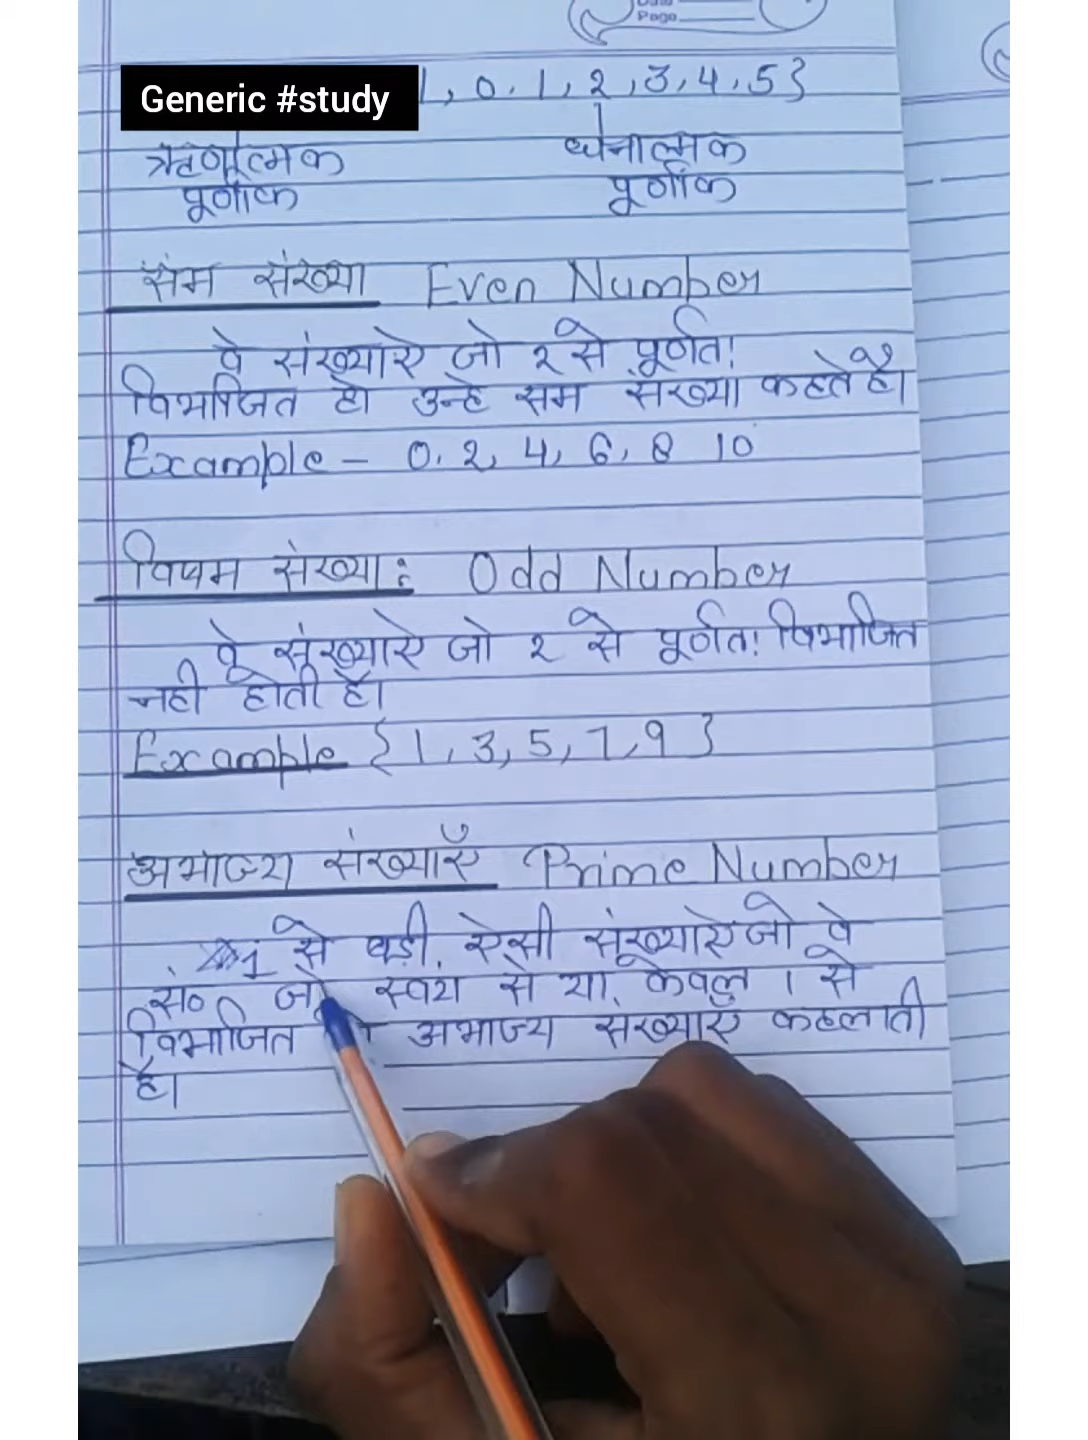 Page
Generic #study
1, 0, 1, 2, 3, 4, 5}
ऋणात्मक धनात्मक
पूर्णांक पूर्णांक
सम संख्या Even Number
वे संख्याऐ जो 2 से पूर्णत!
विभाजित हो उन्हे सम संख्या कहते है।
Example - 0, 2, 4, 6, 8 10
विषम संख्या: Odd Number
वे संख्याऐ जो 2 से पूर्णत! विभाजित
नही होती है।
Example {1, 3, 5, 7, 9}
अभाज्य संख्याएँ Prime Number
1 से बड़ी, ऐसी संख्याऐ जो वे
सं० जो स्वय से या, केवल 1 से
विभाजित अभाज्य संख्याएँ कहलाती
है।